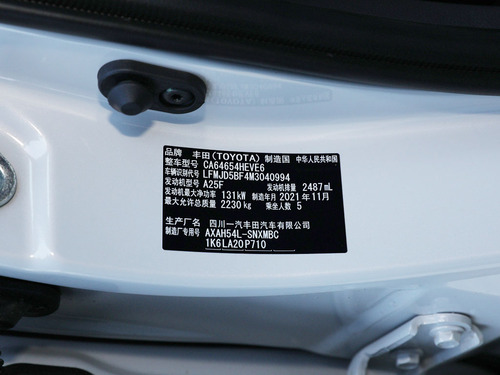 品牌 丰田(TOYOTA) 制造国 中华人民共和国
整车型号 CA64654HEVE6
车辆识别代号 LFMJD5BF4M3040994
发动机型号 A25F 发动机排量 2487mL
发动机最大净功率 131kW 制造年月 2021年11月
最大允许总质量 2230kg 乘坐人数 5
生产厂名 四川一汽丰田汽车有限公司
制造厂专用号 AXAH54L-SNXMBC
1K6LA20P710